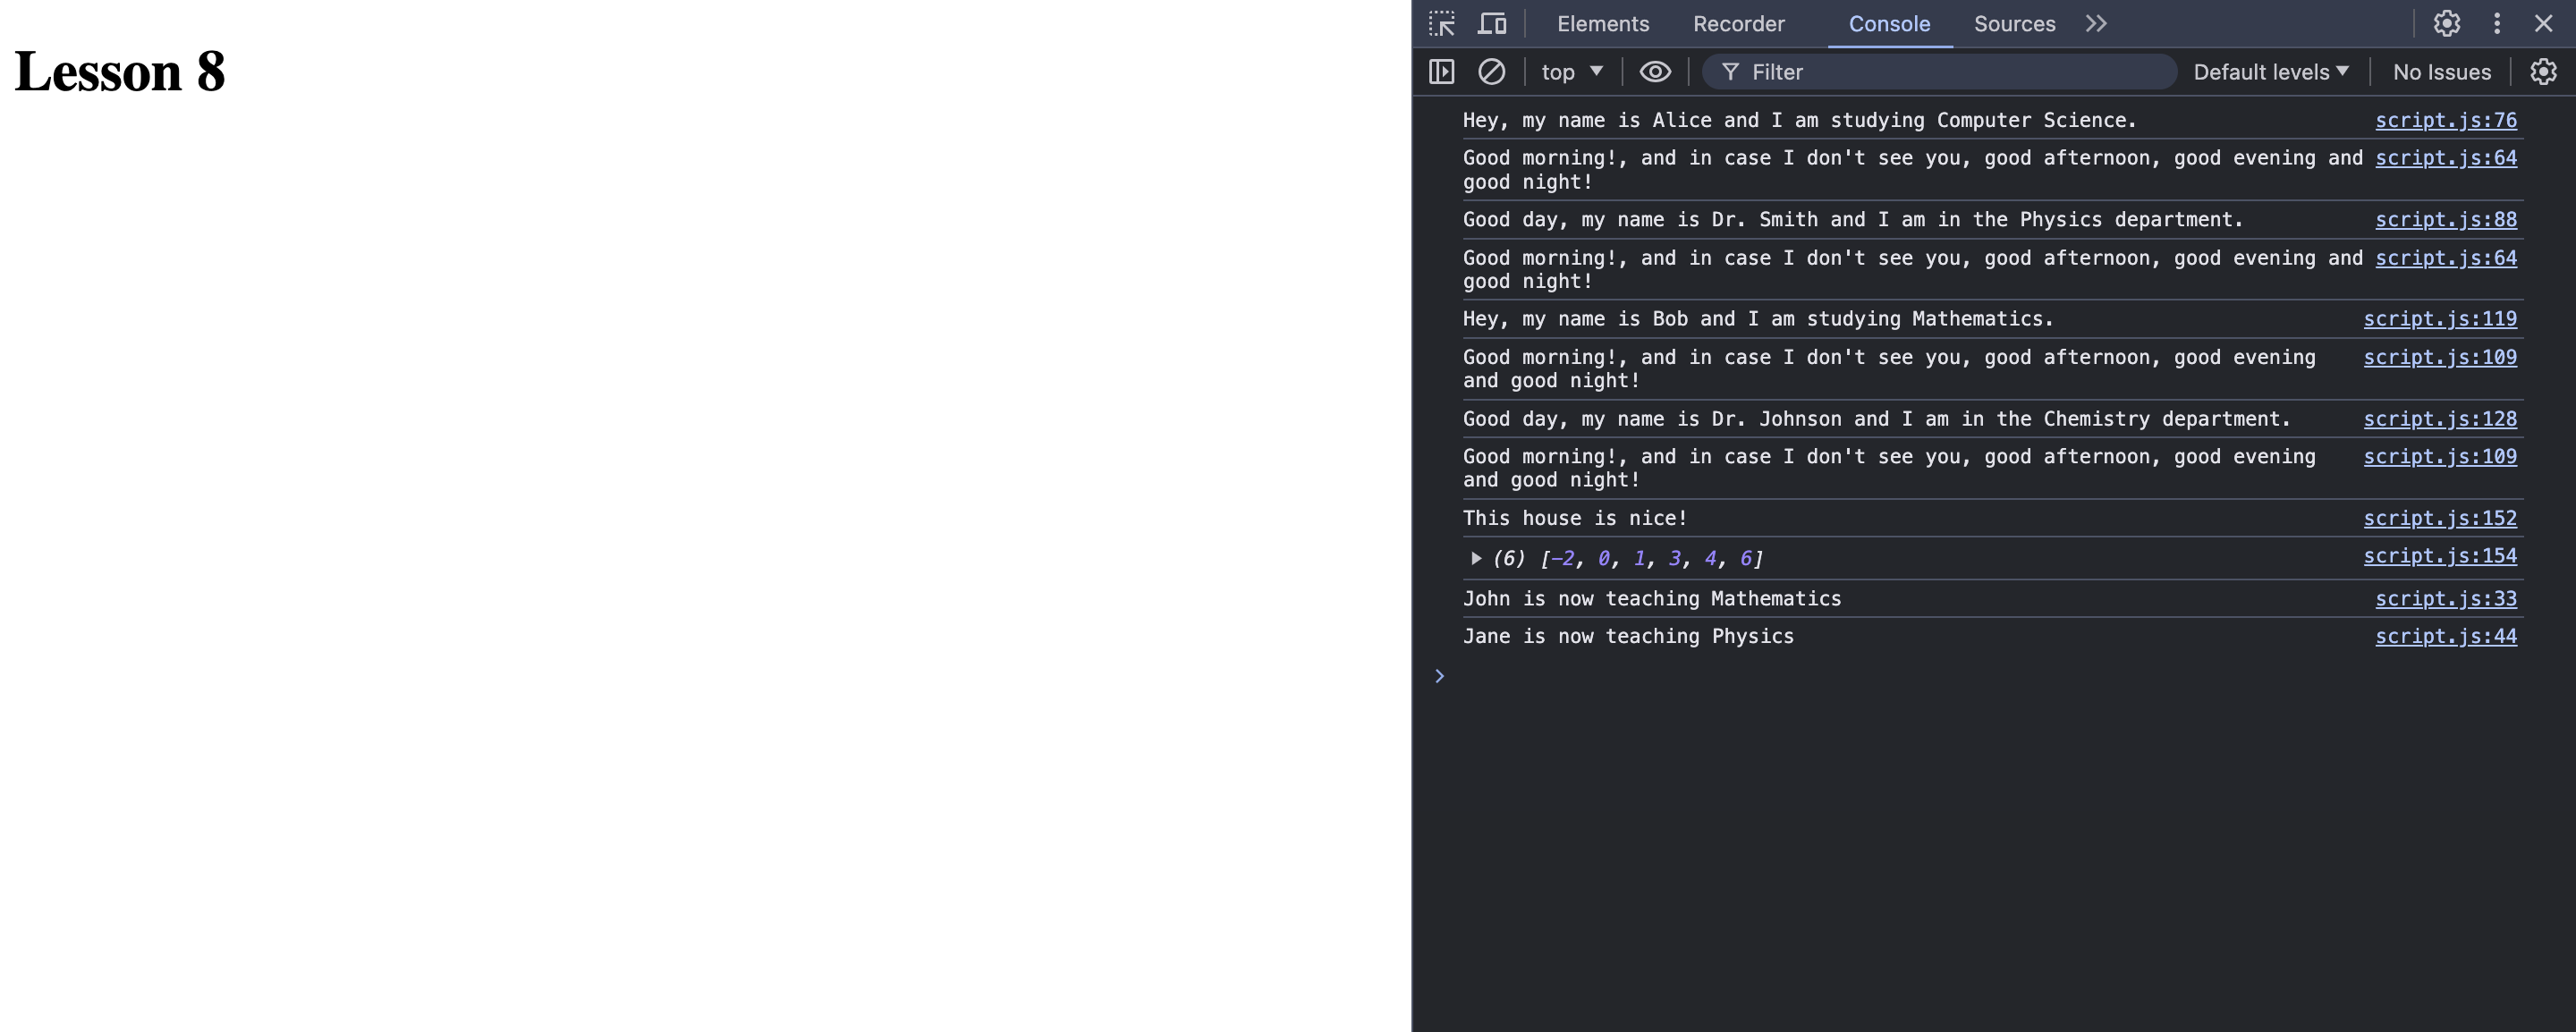 Lesson 8
Elements Recorder Console Sources
top Filter Default levels No Issues
Hey, my name is Alice and I am studying Computer Science. script.js:76
Good morning!, and in case I don't see you, good afternoon, good evening and script.js:64
good night!
Good day, my name is Dr. Smith and I am in the Physics department. script.js:88
Good morning!, and in case I don't see you, good afternoon, good evening and script.js:64
good night!
Hey, my name is Bob and I am studying Mathematics. script.js:119
Good morning!, and in case I don't see you, good afternoon, good evening script.js:109
and good night!
Good day, my name is Dr. Johnson and I am in the Chemistry department. script.js:128
Good morning!, and in case I don't see you, good afternoon, good evening script.js:109
and good night!
This house is nice! script.js:152
(6) [-2, 0, 1, 3, 4, 6] script.js:154
John is now teaching Mathematics script.js:33
Jane is now teaching Physics script.js:44